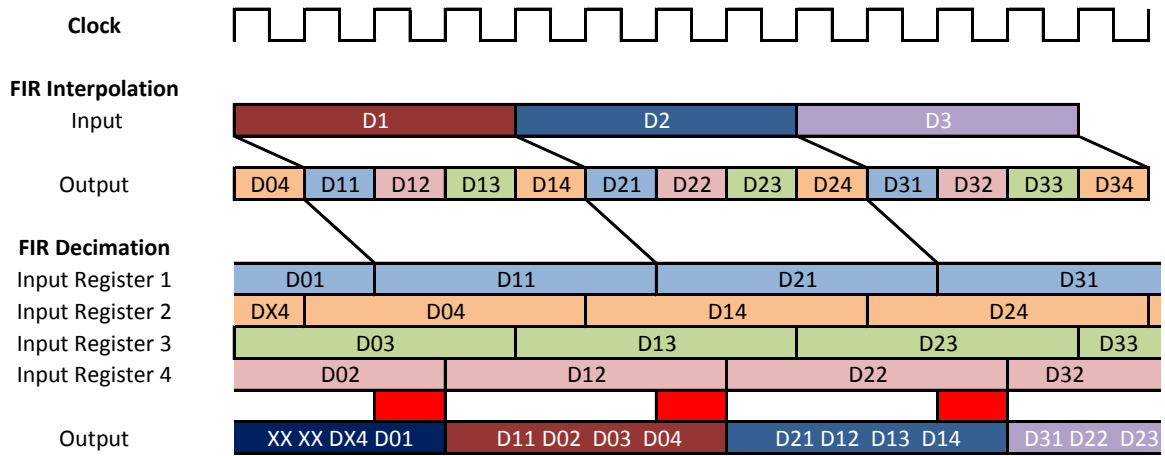 Clock
FIR Interpolation
Input D1 D2 D3
Output D04 D11 D12 D13 D14 D21 D22 D23 D24 D31 D32 D33 D34
FIR Decimation
Input Register 1 D01 D11 D21 D31
Input Register 2 DX4 D04 D14 D24
Input Register 3 D03 D13 D23 D33
Input Register 4 D02 D12 D22 D32
Output XX XX DX4 D01 D11 D02 D03 D04 D21 D12 D13 D14 D31 D22 D23